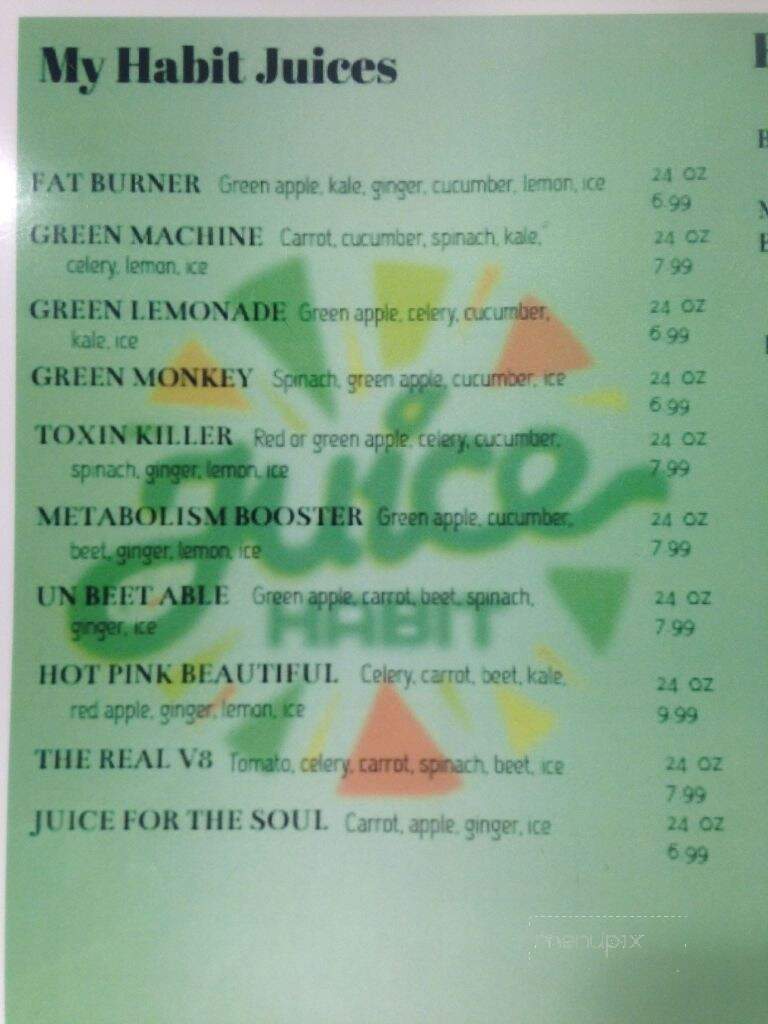 My Habit Juices
FAT BURNER Green apple, kale, ginger, cucumber, lemon, ice 24 OZ
6.99
GREEN MACHINE Carrot, cucumber, spinach, kale, 24 OZ
celery, lemon, ice 7.99
GREEN LEMONADE Green apple, celery, cucumber, 24 OZ
kale, ice 6.99
GREEN MONKEY Spinach, green apple, cucumber, ice 24 OZ
6.99
TOXIN KILLER Red or green apple, celery, cucumber, 24 OZ
spinach, ginger, lemon, ice 7.99
METABOLISM BOOSTER Green apple, cucumber, 24 OZ
beet, ginger, lemon, ice 7.99
UN BEET ABLE Green apple, carrot, beet, spinach, 24 OZ
ginger, ice 7.99
HOT PINK BEAUTIFUL Celery, carrot, beet, kale, 24 OZ
red apple, ginger, lemon, ice 9.99
THE REAL V8 Tomato, celery, carrot, spinach, beet, ice 24 OZ
7.99
JUICE FOR THE SOUL Carrot, apple, ginger, ice 24 OZ
6.99
juice
HABIT
menupix